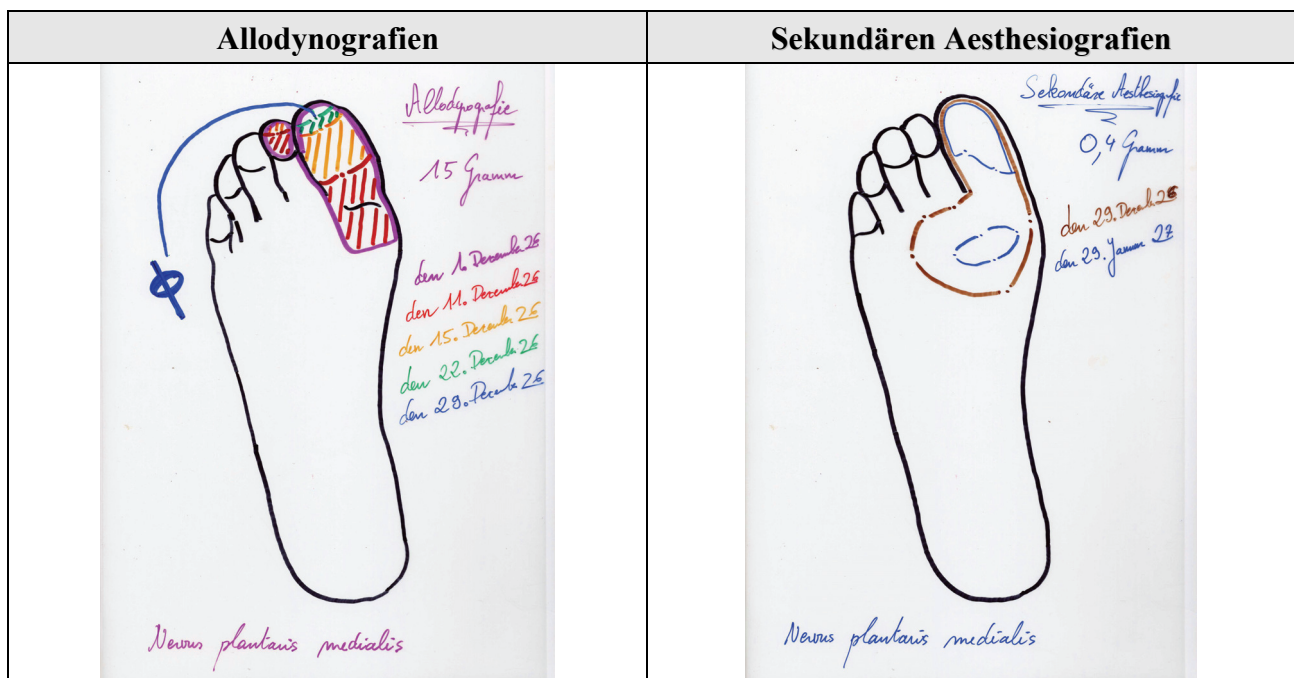 Allodynografien
Sekundären Aesthesiografien
Allodynografie
15 Gramm
den 1. Dezember 26
den 11. Dezember 26
den 15. Dezember 26
den 22. Dezember 26
den 29. Dezember 26
Nervus plantaris medialis
Sekundäre Aesthesiografie
0,4 Gramm
den 29. Dezember 26
den 29. Januar 27
Nervus plantaris medialis